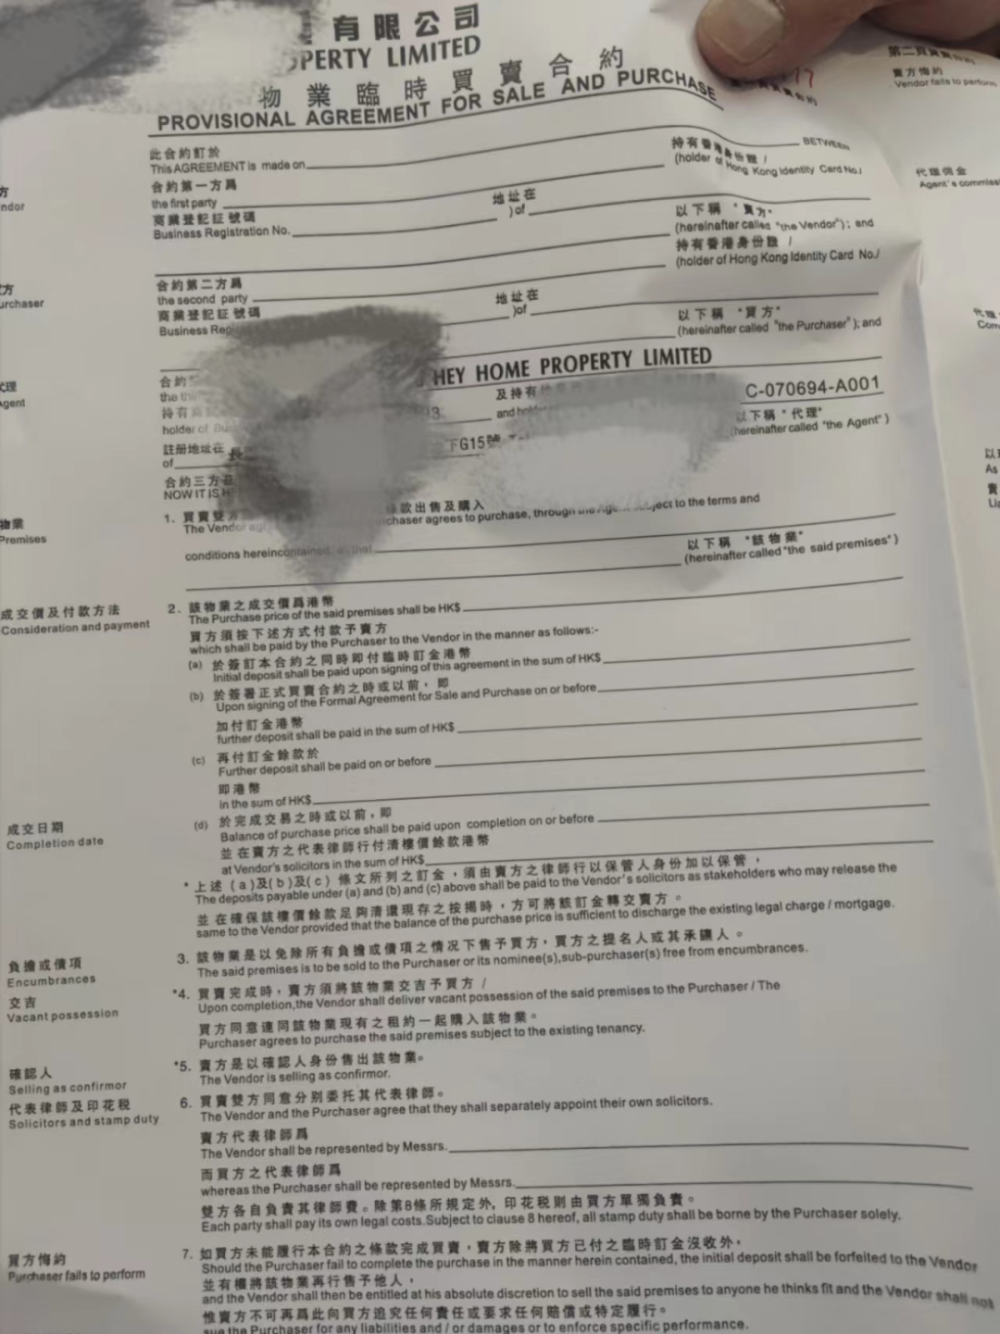 有限公司
PERTY LIMITED
物業臨時買賣合約
PROVISIONAL AGREEMENT FOR SALE AND PURCHASE
第二頁
賣方悔約
Vendor fails to perform
此合約訂於
This AGREEMENT is made on
BETWEEN
合約第一方爲
the first party
地址在
)of
持有香港身份證 /
(holder of Hong Kong Identity Card No./
商業登記証號碼
Business Registration No.
以下稱 "賣方"
(hereinafter called "the Vendor"); and
代理佣金
Agent's commiss
方
ndor
合約第二方爲
the second party
地址在
)of
持有香港身份證 /
(holder of Hong Kong Identity Card No./
方
urchaser
商業登記証號碼
Business Regi
以下稱 "買方"
(hereinafter called "the Purchaser"); and
代理
gent
合約
the thi
HEY HOME PROPERTY LIMITED
持有
holder of Bus
及持有
and hol
C-070694-A001
註冊地址在
of
下G15號
以下稱 "代理"
(hereinafter called "the Agent")
合約三方
NOW IT IS H
物業
Premises
1. 買賣雙
條款出售及購入
The Vendor
chaser agrees to purchase, through the Agent subject to the terms and
conditions herein contained, all that
以下稱 "該物業"
(hereinafter called "the said premises")
成交價及付款方法
Consideration and payment
2. 該物業之成交價爲港幣
The Purchase price of the said premises shall be HK$
買方須按下述方式付款予賣方
which shall be paid by the Purchaser to the Vendor in the manner as follows:-
(a) 於簽訂本合約之同時即付臨時訂金港幣
Initial deposit shall be paid upon signing of this agreement in the sum of HK$
(b) 於簽署正式買賣合約之時或以前，即
Upon signing of the Formal Agreement for Sale and Purchase on or before
加付訂金港幣
further deposit shall be paid in the sum of HK$
(c) 再付訂金餘款於
Further deposit shall be paid on or before
即港幣
in the sum of HK$
成交日期
Completion date
(d) 於完成交易之時或以前，即
Balance of purchase price shall be paid upon completion on or before
並在賣方之代表律師行付清樓價餘款港幣
at Vendor's solicitors in the sum of HK$
* 上述 (a)及(b)及(c) 條文所列之訂金，須由賣方之律師行以保管人身份加以保管，
The deposits payable under (a) and (b) and (c) above shall be paid to the Vendor's solicitors as stakeholders who may release the
並在確保該樓價餘款足夠清還現存之按揭時，方可將該訂金轉交賣方。
same to the Vendor provided that the balance of the purchase price is sufficient to discharge the existing legal charge / mortgage.
負擔或債項
Encumbrances
3. 該物業是以免除所有負擔或債項之情況下售予買方，買方之提名人或其承讓人。
The said premises is to be sold to the Purchaser or its nominee(s),sub-purchaser(s) free from encumbrances.
交吉
Vacant possession
*4. 買賣完成時，賣方須將該物業交吉予買方 /
Upon completion,the Vendor shall deliver vacant possession of the said premises to the Purchaser / The
買方同意連同該物業現有之租約一起購入該物業。
Purchaser agrees to purchase the said premises subject to the existing tenancy.
確認人
Selling as confirmor
*5. 賣方是以確認人身份售出該物業。
The Vendor is selling as confirmor.
代表律師及印花税
Solicitors and stamp duty
6. 買賣雙方同意分別委托其代表律師。
The Vendor and the Purchaser agree that they shall separately appoint their own solicitors.
賣方代表律師爲
The Vendor shall be represented by Messrs.
而買方之代表律師爲
whereas the Purchaser shall be represented by Messrs.
雙方各自負責其律師費。除第8條所規定外，印花税則由買方單獨負責。
Each party shall pay its own legal costs.Subject to clause 8 hereof, all stamp duty shall be borne by the Purchaser solely.
買方悔約
Purchaser fails to perform
7. 如買方未能履行本合約之條款完成買賣，賣方除將買方已付之臨時訂金沒收外，
Should the Purchaser fail to complete the purchase in the manner herein contained, the initial deposit shall be forfeited to the Vendor
並有權將該物業再行售予他人，
and the Vendor shall then be entitled at his absolute discretion to sell the said premises to anyone he thinks fit and the Vendor shall not
惟賣方不可再爲此向買方追究任何責任或要求任何賠償或特定履行。
sue the Purchaser for any liabilities and / or damages or to enforce specific performance.